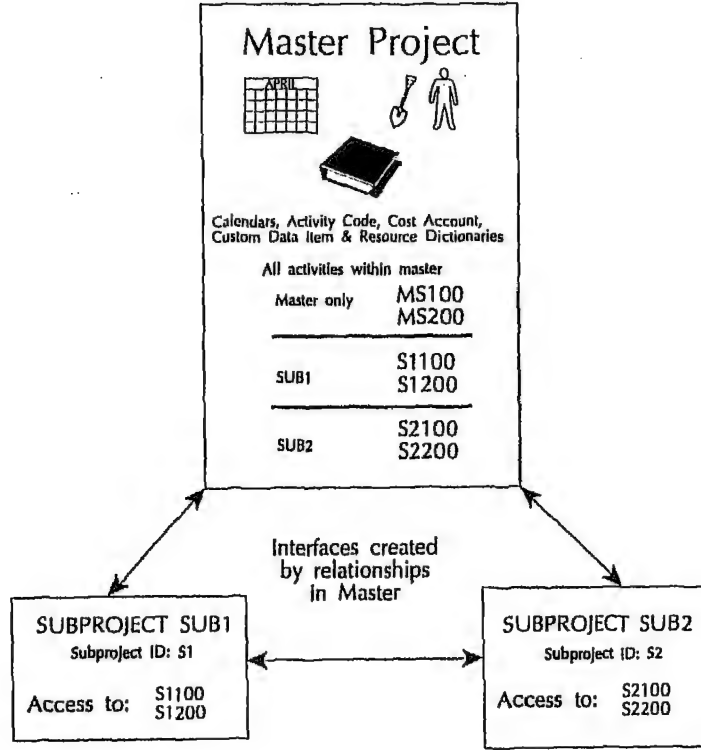 Master Project
APRIL
Calendars, Activity Code, Cost Account,
Custom Data Item & Resource Dictionaries
All activities within master
Master only MS100
MS200
SUB1 S1100
S1200
SUB2 S2100
S2200
Interfaces created
by relationships
in Master
SUBPROJECT SUB1
Subproject ID: S1
Access to: S1100
S1200
SUBPROJECT SUB2
Subproject ID: S2
Access to: S2100
S2200